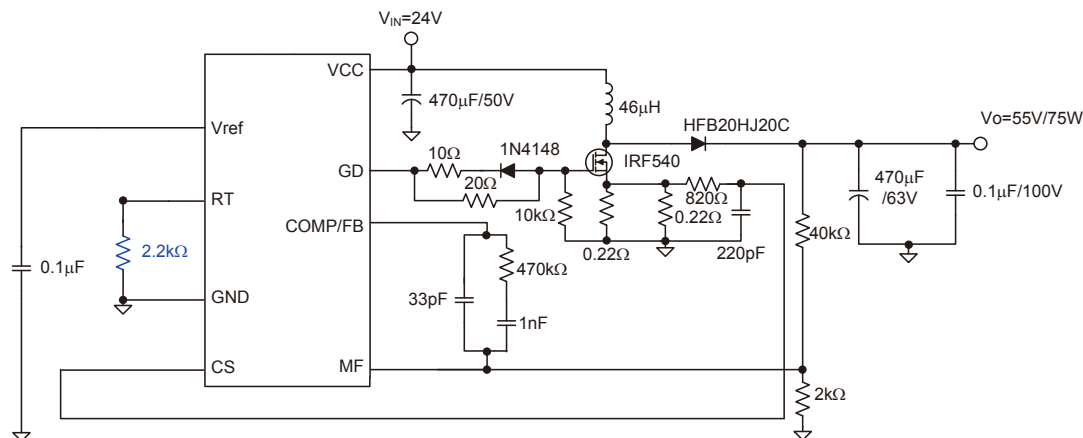 VIN=24V
VCC
470μF/50V
46μH
Vo=55V/75W
Vref
HFB20HJ20C
1N4148
10Ω
IRF540
GD
20Ω
RT
470μF
/63V
0.1μF/100V
820Ω
10kΩ
0.22Ω
COMP/FB
40kΩ
2.2kΩ
0.22Ω
220pF
0.1μF
470kΩ
33pF
GND
1nF
CS
MF
2kΩ